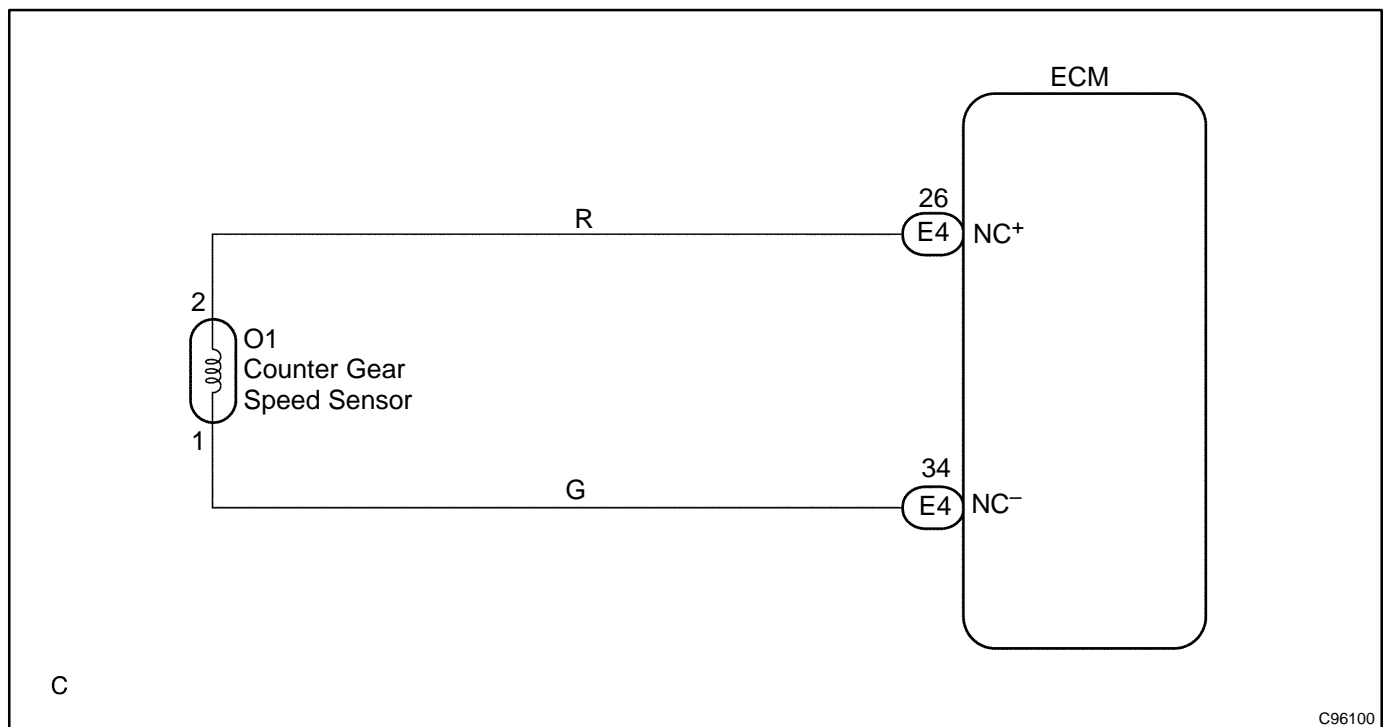 ECM
26
R
E4
NC+
2
O1
Counter Gear
Speed Sensor
1
34
G
E4
NC–
C
C96100